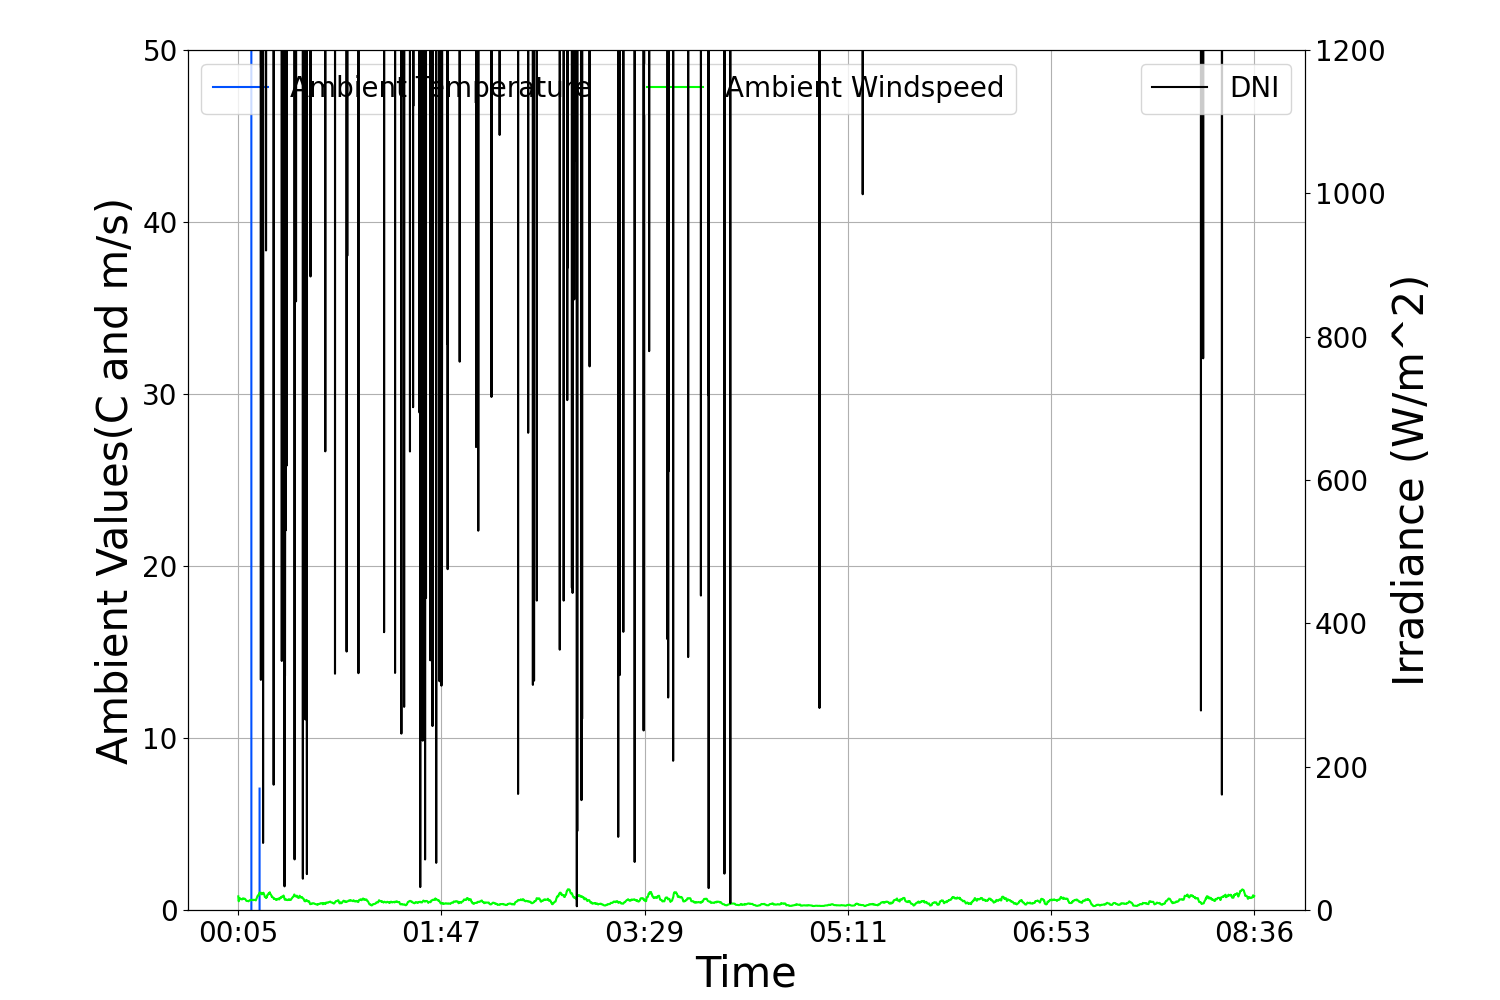 Ambient Temperature
Ambient Windspeed
DNI
50
40
30
20
10
0
Ambient Values(C and m/s)
1200
1000
800
600
400
200
0
Irradiance (W/m^2)
00:05 01:47 03:29 05:11 06:53 08:36
Time